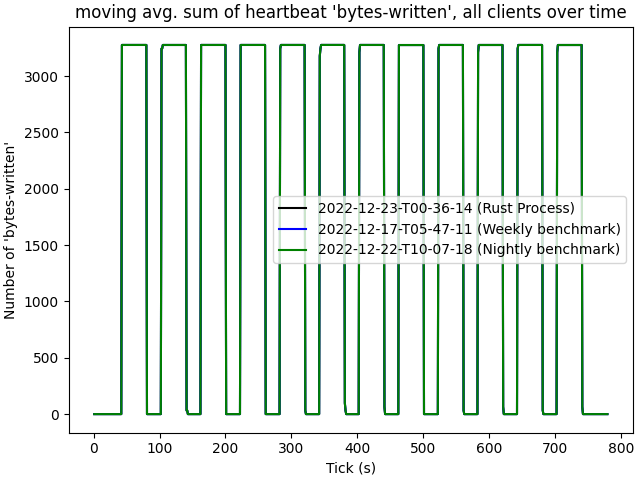 moving avg. sum of heartbeat 'bytes-written', all clients over time
Number of 'bytes-written'
3000
2500
2000
1500
1000
500
0
2022-12-23-T00-36-14 (Rust Process)
2022-12-17-T05-47-11 (Weekly benchmark)
2022-12-22-T10-07-18 (Nightly benchmark)
0 100 200 300 400 500 600 700 800
Tick (s)